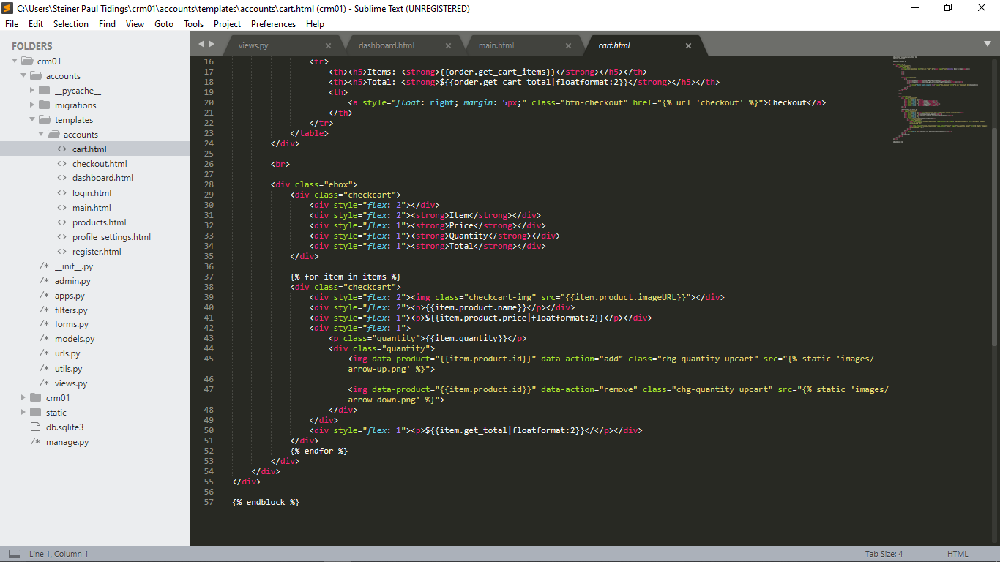 C:\Users\Steiner Paul Tidings\crm01\accounts\templates\accounts\cart.html (crm01) - Sublime Text (UNREGISTERED)
File Edit Selection Find View Goto Tools Project Preferences Help
FOLDERS
crm01
accounts
__pycache__
migrations
templates
accounts
<> cart.html
<> checkout.html
<> dashboard.html
<> login.html
<> main.html
<> products.html
<> profile_settings.html
<> register.html
/* __init__.py
/* admin.py
/* apps.py
/* filters.py
/* forms.py
/* models.py
/* urls.py
/* utils.py
/* views.py
crm01
static
db.sqlite3
/* manage.py
views.py × dashboard.html × main.html × cart.html ×
16 <tr>
17 <th><h5>Items: <strong>{{order.get_cart_items}}</strong></h5></th>
18 <th><h5>Total: <strong>${{order.get_cart_total|floatformat:2}}</strong></h5></th>
19 <th>
20 <a style="float: right; margin: 5px;" class="btn-checkout" href="{% url 'checkout' %}">Checkout</a>
21 </th>
22 </tr>
23 </table>
24 </div>
25
26 <br>
27
28 <div class="ebox">
29 <div class="checkcart">
30 <div style="flex: 2"></div>
31 <div style="flex: 2"><strong>Item</strong></div>
32 <div style="flex: 1"><strong>Price</strong></div>
33 <div style="flex: 1"><strong>Quantity</strong></div>
34 <div style="flex: 1"><strong>Total</strong></div>
35 </div>
36
37 {% for item in items %}
38 <div class="checkcart">
39 <div style="flex: 2"><img class="checkcart-img" src="{{item.product.imageURL}}"></div>
40 <div style="flex: 2"><p>{{item.product.name}}</p></div>
41 <div style="flex: 1"><p>${{item.product.price|floatformat:2}}</p></div>
42 <div style="flex: 1">
43 <p class="quantity">{{item.quantity}}</p>
44 <div class="quantity">
45 <img data-product="{{item.product.id}}" data-action="add" class="chg-quantity upcart" src="{% static 'images/
arrow-up.png' %}">
46
47 <img data-product="{{item.product.id}}" data-action="remove" class="chg-quantity upcart" src="{% static 'images/
arrow-down.png' %}">
48 </div>
49 </div>
50 <div style="flex: 1"><p>${{item.get_total|floatformat:2}}</</p></div>
51 </div>
52 {% endfor %}
53 </div>
54 </div>
55 </div>
56
57 {% endblock %}
Line 1, Column 1 Tab Size: 4 HTML